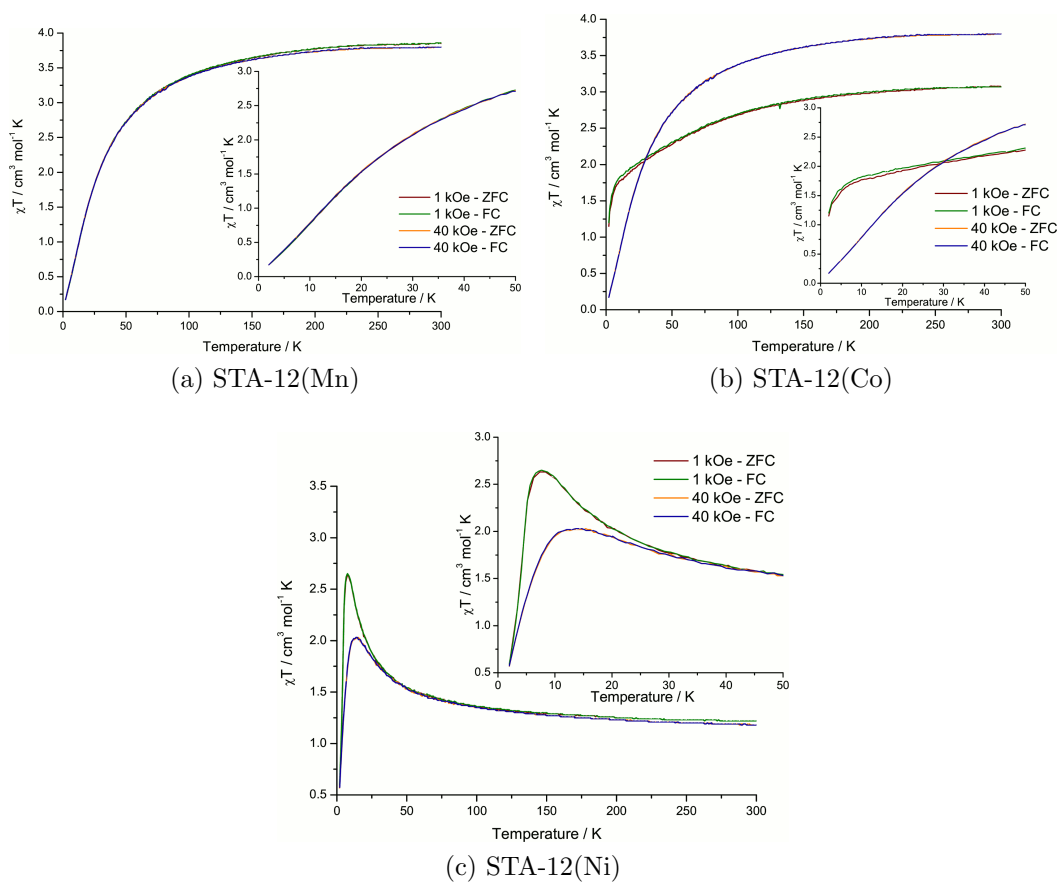 4.0
3.5
3.0
2.5
2.0
1.5
1.0
0.5
0.0
χT / cm³ mol⁻¹ K
0 50 100 150 200 250 300
Temperature / K
3.0
2.5
2.0
1.5
1.0
0.5
0.0
χT / cm³ mol⁻¹ K
0 10 20 30 40 50
Temperature / K
1 kOe - ZFC
1 kOe - FC
40 kOe - ZFC
40 kOe - FC
(a) STA-12(Mn)
4.0
3.5
3.0
2.5
2.0
1.5
1.0
0.5
0.0
χT / cm³ mol⁻¹ K
0 50 100 150 200 250 300
Temperature / K
3.0
2.5
2.0
1.5
1.0
0.5
0.0
χT / cm³ mol⁻¹ K
0 10 20 30 40 50
Temperature / K
1 kOe - ZFC
1 kOe - FC
40 kOe - ZFC
40 kOe - FC
(b) STA-12(Co)
3.5
3.0
2.5
2.0
1.5
1.0
0.5
χT / cm³ mol⁻¹ K
0 50 100 150 200 250 300
Temperature / K
3.0
2.5
2.0
1.5
1.0
0.5
χT / cm³ mol⁻¹ K
0 10 20 30 40 50
Temperature / K
1 kOe - ZFC
1 kOe - FC
40 kOe - ZFC
40 kOe - FC
(c) STA-12(Ni)